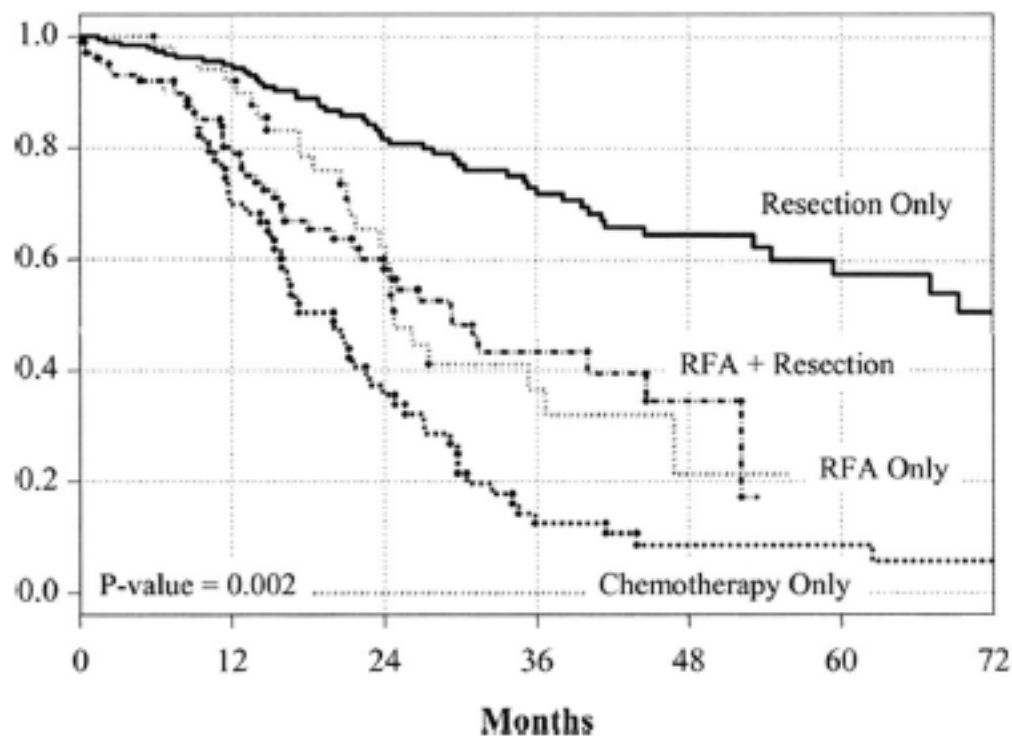 1.0
0.8
Resection Only
0.6
RFA + Resection
0.4
RFA Only
0.2
P-value = 0.002
Chemotherapy Only
0.0
0 12 24 36 48 60 72
Months